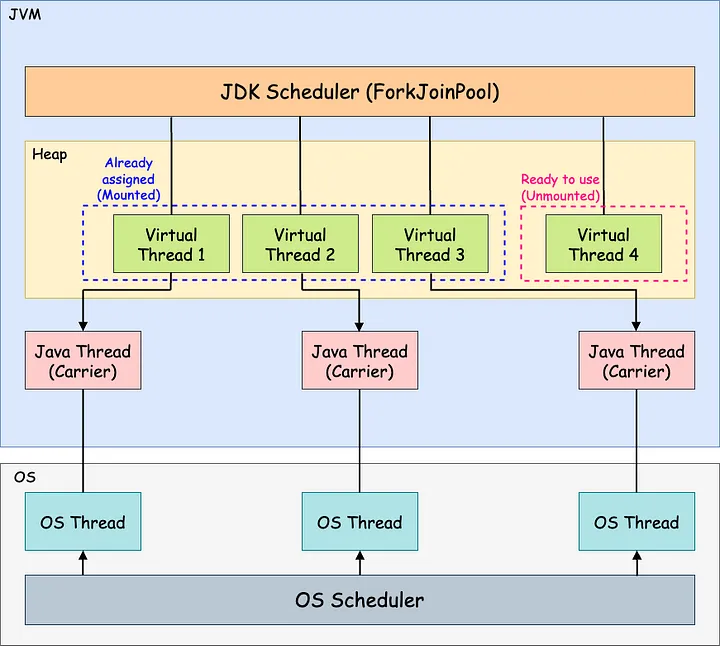 JVM
JDK Scheduler (ForkJoinPool)
Heap
Already
assigned
(Mounted)
Ready to use
(Unmounted)
Virtual
Thread 1
Virtual
Thread 2
Virtual
Thread 3
Virtual
Thread 4
Java Thread
(Carrier)
Java Thread
(Carrier)
Java Thread
(Carrier)
OS
OS Thread
OS Thread
OS Thread
OS Scheduler